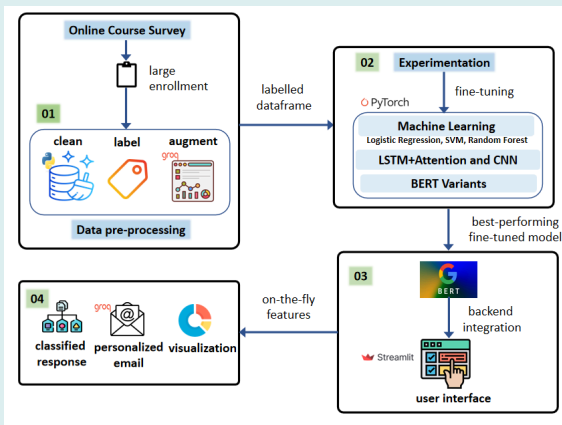 Online Course Survey
large
enrollment
01
clean
label
augment
groq
Data pre-processing
labelled
dataframe
02
Experimentation
fine-tuning
PyTorch
Machine Learning
Logistic Regression, SVM, Random Forest
LSTM+Attention and CNN
BERT Variants
best-performing
fine-tuned model
03
BERT
backend
integration
Streamlit
user interface
on-the-fly
features
04
groq
classified
response
personalized
email
visualization